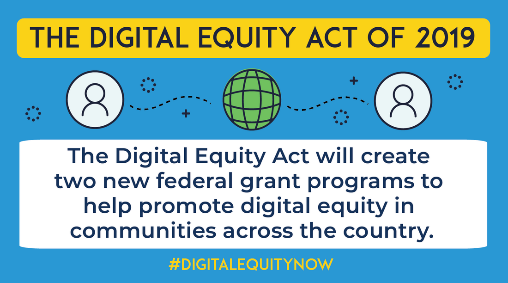 THE DIGITAL EQUITY ACT OF 2019
The Digital Equity Act will create
two new federal grant programs to
help promote digital equity in
communities across the country.
#DIGITALEQUITYNOW